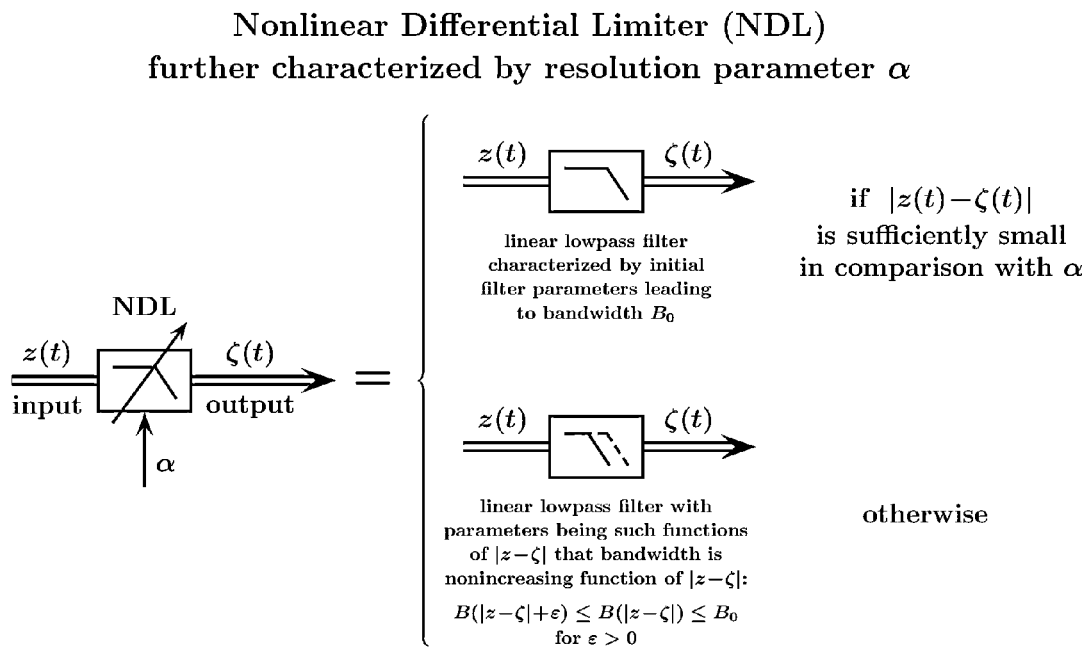 Nonlinear Differential Limiter (NDL)
further characterized by resolution parameter α
z(t)
ζ(t)
linear lowpass filter
characterized by initial
filter parameters leading
to bandwidth B₀
if |z(t)−ζ(t)|
is sufficiently small
in comparison with α
NDL
z(t)
ζ(t)
input
output
α
=
z(t)
ζ(t)
linear lowpass filter with
parameters being such functions
of |z−ζ| that bandwidth is
nonincreasing function of |z−ζ|:
B(|z−ζ|+ε) ≤ B(|z−ζ|) ≤ B₀
for ε > 0
otherwise